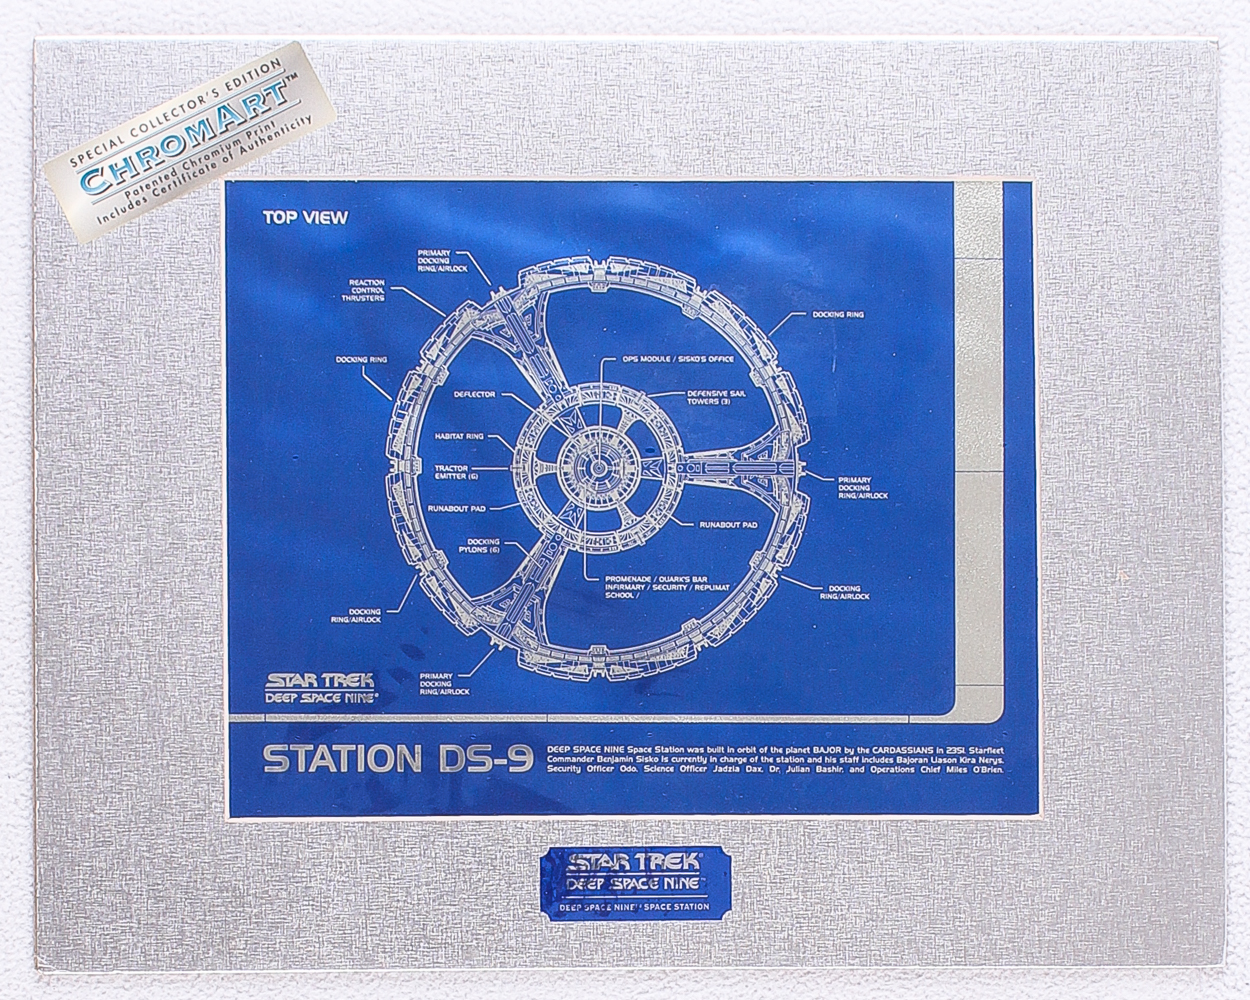 SPECIAL COLLECTOR'S EDITION
CHROMART™
Patented Chromium Print
Includes Certificate of Authenticity
TOP VIEW
PRIMARY
DOCKING
RING/AIRLOCK
REACTION
CONTROL
THRUSTERS
DOCKING RING
DOCKING RING
OPS MODULE / SISKO'S OFFICE
DEFLECTOR
DEFENSIVE SAIL
TOWERS (3)
HABITAT RING
TRACTOR
EMITTER (6)
PRIMARY
DOCKING
RING/AIRLOCK
RUNABOUT PAD
RUNABOUT PAD
DOCKING
PYLONS (6)
PROMENADE / QUARK'S BAR
INFIRMARY / SECURITY / REPLIMAT
SCHOOL /
DOCKING
RING/AIRLOCK
DOCKING
RING/AIRLOCK
PRIMARY
DOCKING
RING/AIRLOCK
STAR TREK
DEEP SPACE NINE®
STATION DS-9
DEEP SPACE NINE Space Station was built in orbit of the planet BAJOR by the CARDASSIANS in 2351. Starfleet
Commander Benjamin Sisko is currently in charge of the station and his staff includes Bajoran Liason Kira Nerys,
Security Officer Odo, Science Officer Jadzia Dax, Dr. Julian Bashir, and Operations Chief Miles O'Brien.
STAR TREK®
DEEP SPACE NINE™
DEEP SPACE NINE™ SPACE STATION